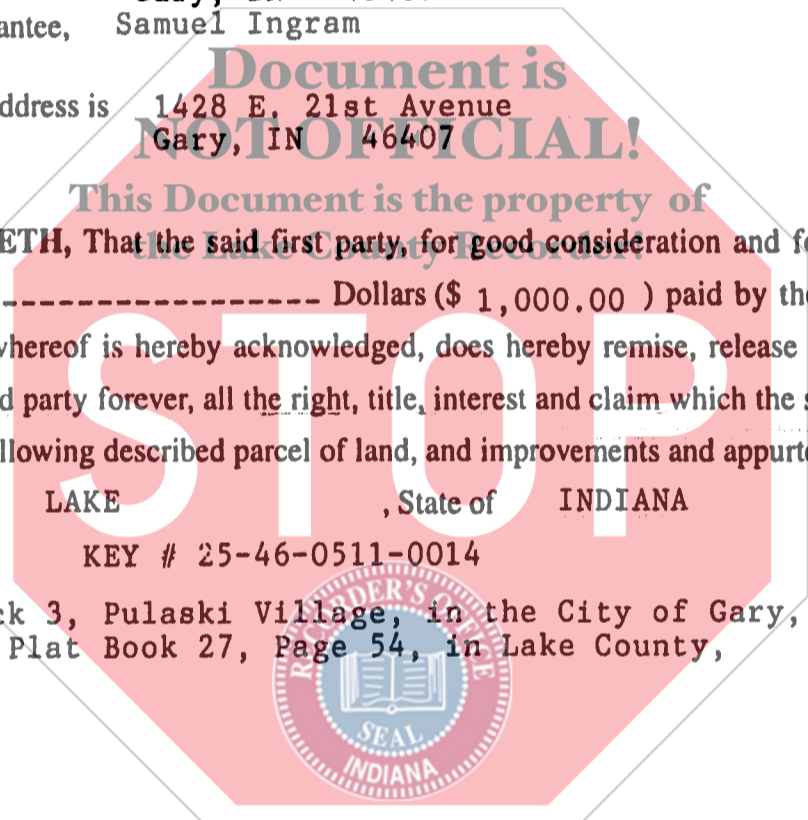 antee, Samuel Ingram
Document is
ddress is 1428 E. 21st Avenue
NOT OFFICIAL!
Gary, IN 46407
This Document is the property of
the Lake County Recorder!
ETH, That the said first party, for good consideration and f
------------------- Dollars ($ 1,000.00 ) paid by the
whereof is hereby acknowledged, does hereby remise, release
d party forever, all the right, title, interest and claim which the s
llowing described parcel of land, and improvements and appurt
LAKE , State of INDIANA
STOP
KEY # 25-46-0511-0014
ck 3, Pulaski Village, in the City of Gary,
Plat Book 27, Page 54, in Lake County,
RECORDER'S OFFICE
SEAL
INDIANA